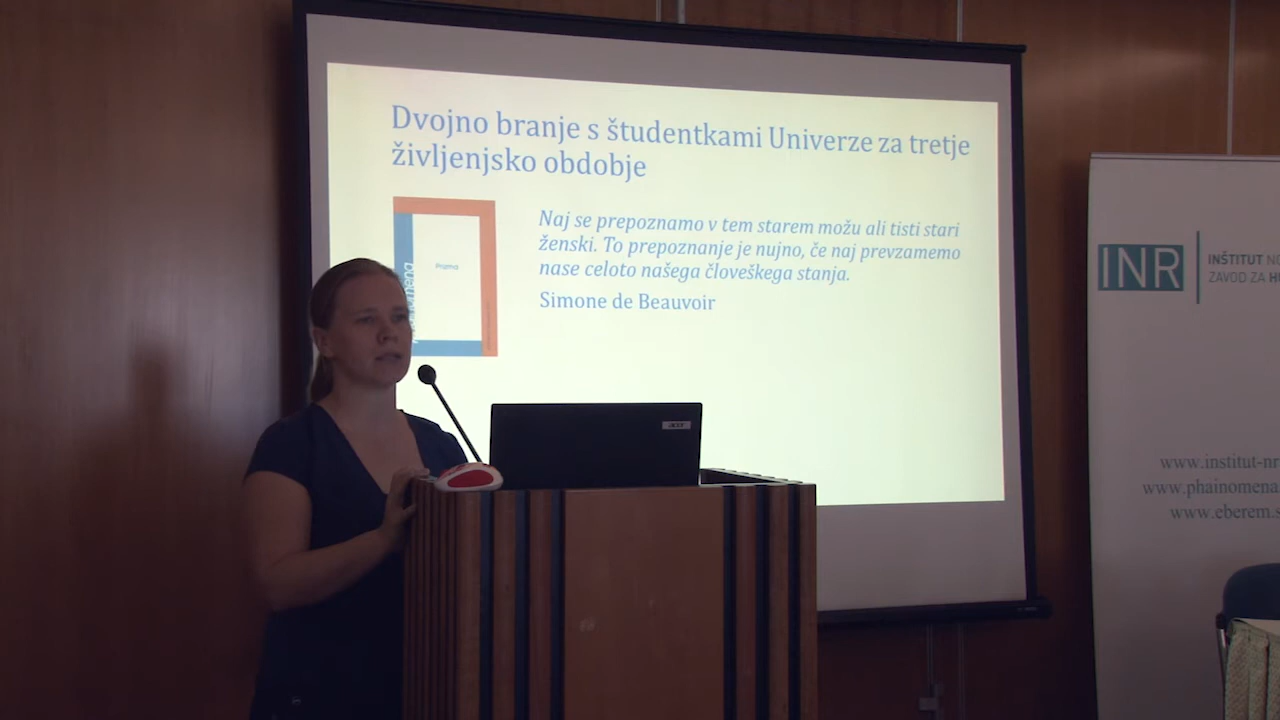 Dvojno branje s študentkami Univerze za tretje
življenjsko obdobje
Naj se prepoznamo v tem starem možu ali tisti stari
ženski. To prepoznanje je nujno, če naj prevzamemo
nase celoto našega človeškega stanja.
Simone de Beauvoir
acer
INR
INŠTITUT
ZAVOD ZA
www.institut-nr
www.phainomena.
www.eberem.s